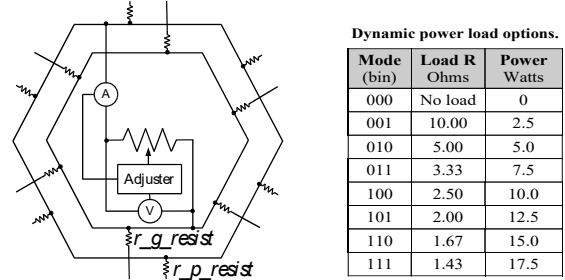 A
Adjuster
V
r_g_resist
r_p_resist
Dynamic power load options.
Mode Load R Power
(bin) Ohms Watts
000 No load 0
001 10.00 2.5
010 5.00 5.0
011 3.33 7.5
100 2.50 10.0
101 2.00 12.5
110 1.67 15.0
111 1.43 17.5